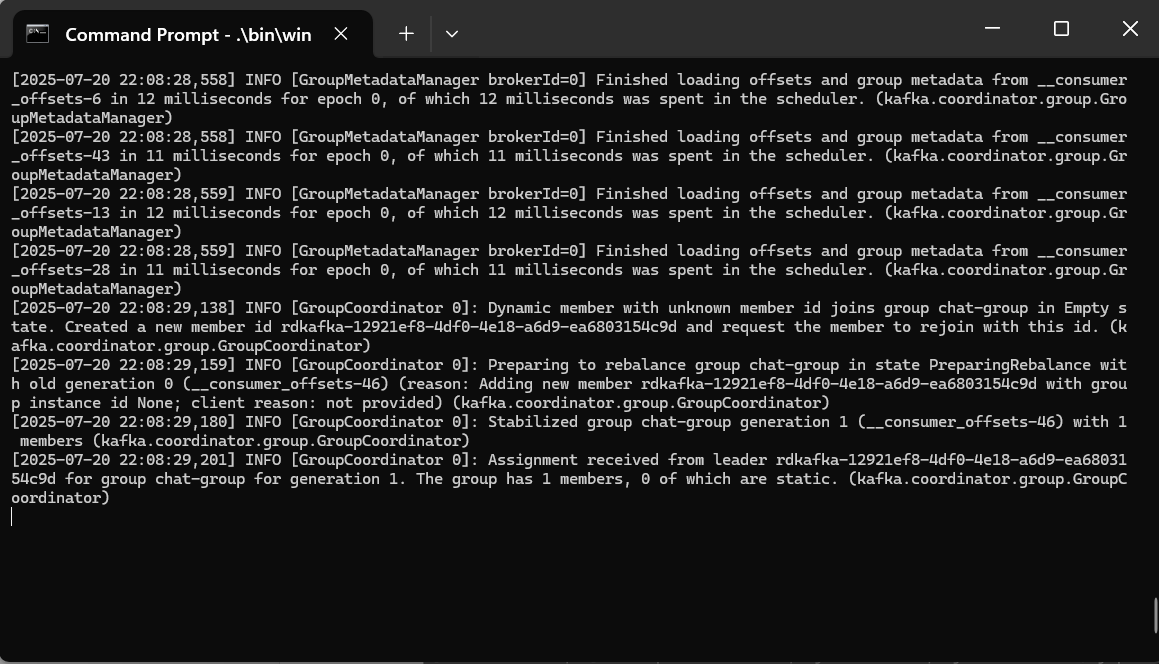 Command Prompt - .\bin\win
[2025-07-20 22:08:28,558] INFO [GroupMetadataManager brokerId=0] Finished loading offsets and group metadata from __consumer
_offsets-6 in 12 milliseconds for epoch 0, of which 12 milliseconds was spent in the scheduler. (kafka.coordinator.group.Gro
upMetadataManager)
[2025-07-20 22:08:28,558] INFO [GroupMetadataManager brokerId=0] Finished loading offsets and group metadata from __consumer
_offsets-43 in 11 milliseconds for epoch 0, of which 11 milliseconds was spent in the scheduler. (kafka.coordinator.group.Gr
oupMetadataManager)
[2025-07-20 22:08:28,559] INFO [GroupMetadataManager brokerId=0] Finished loading offsets and group metadata from __consumer
_offsets-13 in 12 milliseconds for epoch 0, of which 12 milliseconds was spent in the scheduler. (kafka.coordinator.group.Gr
oupMetadataManager)
[2025-07-20 22:08:28,559] INFO [GroupMetadataManager brokerId=0] Finished loading offsets and group metadata from __consumer
_offsets-28 in 11 milliseconds for epoch 0, of which 11 milliseconds was spent in the scheduler. (kafka.coordinator.group.Gr
oupMetadataManager)
[2025-07-20 22:08:29,138] INFO [GroupCoordinator 0]: Dynamic member with unknown member id joins group chat-group in Empty s
tate. Created a new member id rdkafka-12921ef8-4df0-4e18-a6d9-ea6803154c9d and request the member to rejoin with this id. (k
afka.coordinator.group.GroupCoordinator)
[2025-07-20 22:08:29,159] INFO [GroupCoordinator 0]: Preparing to rebalance group chat-group in state PreparingRebalance wit
h old generation 0 (__consumer_offsets-46) (reason: Adding new member rdkafka-12921ef8-4df0-4e18-a6d9-ea6803154c9d with grou
p instance id None; client reason: not provided) (kafka.coordinator.group.GroupCoordinator)
[2025-07-20 22:08:29,180] INFO [GroupCoordinator 0]: Stabilized group chat-group generation 1 (__consumer_offsets-46) with 1
 members (kafka.coordinator.group.GroupCoordinator)
[2025-07-20 22:08:29,201] INFO [GroupCoordinator 0]: Assignment received from leader rdkafka-12921ef8-4df0-4e18-a6d9-ea68031
54c9d for group chat-group for generation 1. The group has 1 members, 0 of which are static. (kafka.coordinator.group.GroupC
oordinator)